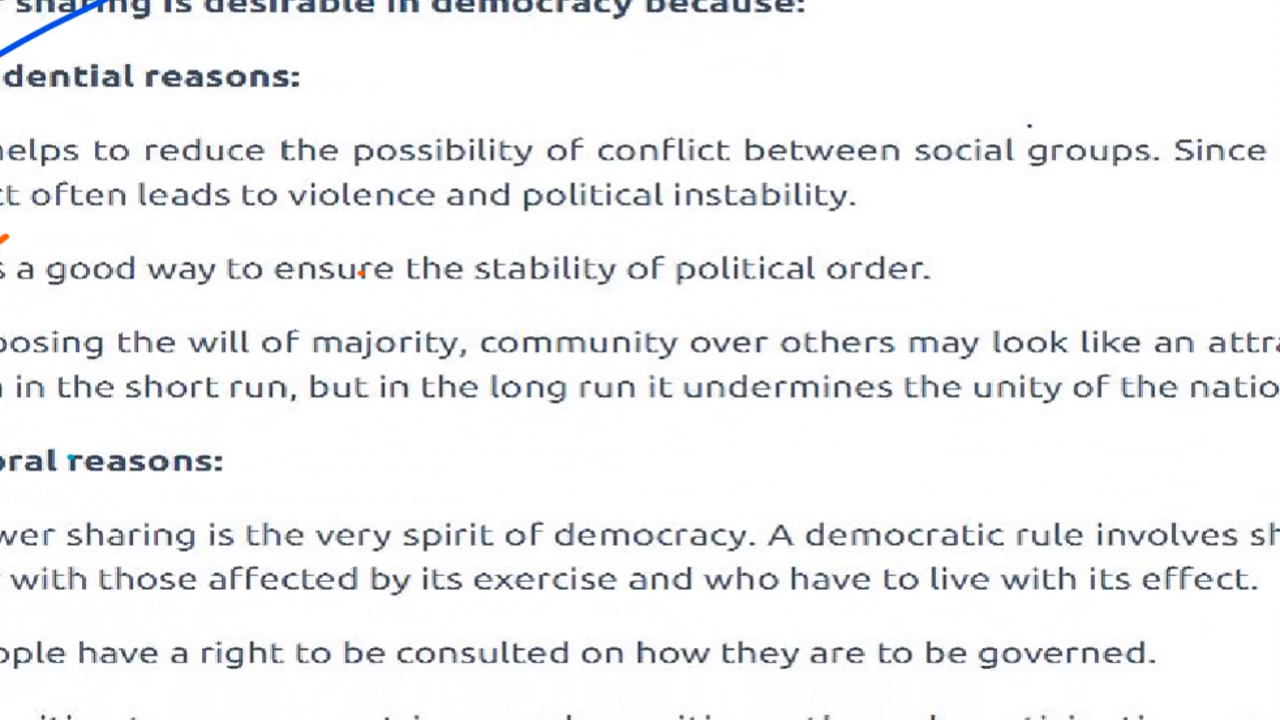 sharing is desirable in democracy because:
dential reasons:
helps to reduce the possibility of conflict between social groups. Since
ct often leads to violence and political instability.
s a good way to ensure the stability of political order.
posing the will of majority, community over others may look like an attra
n in the short run, but in the long run it undermines the unity of the natio
oral reasons:
wer sharing is the very spirit of democracy. A democratic rule involves sh
with those affected by its exercise and who have to live with its effect.
ople have a right to be consulted on how they are to be governed.